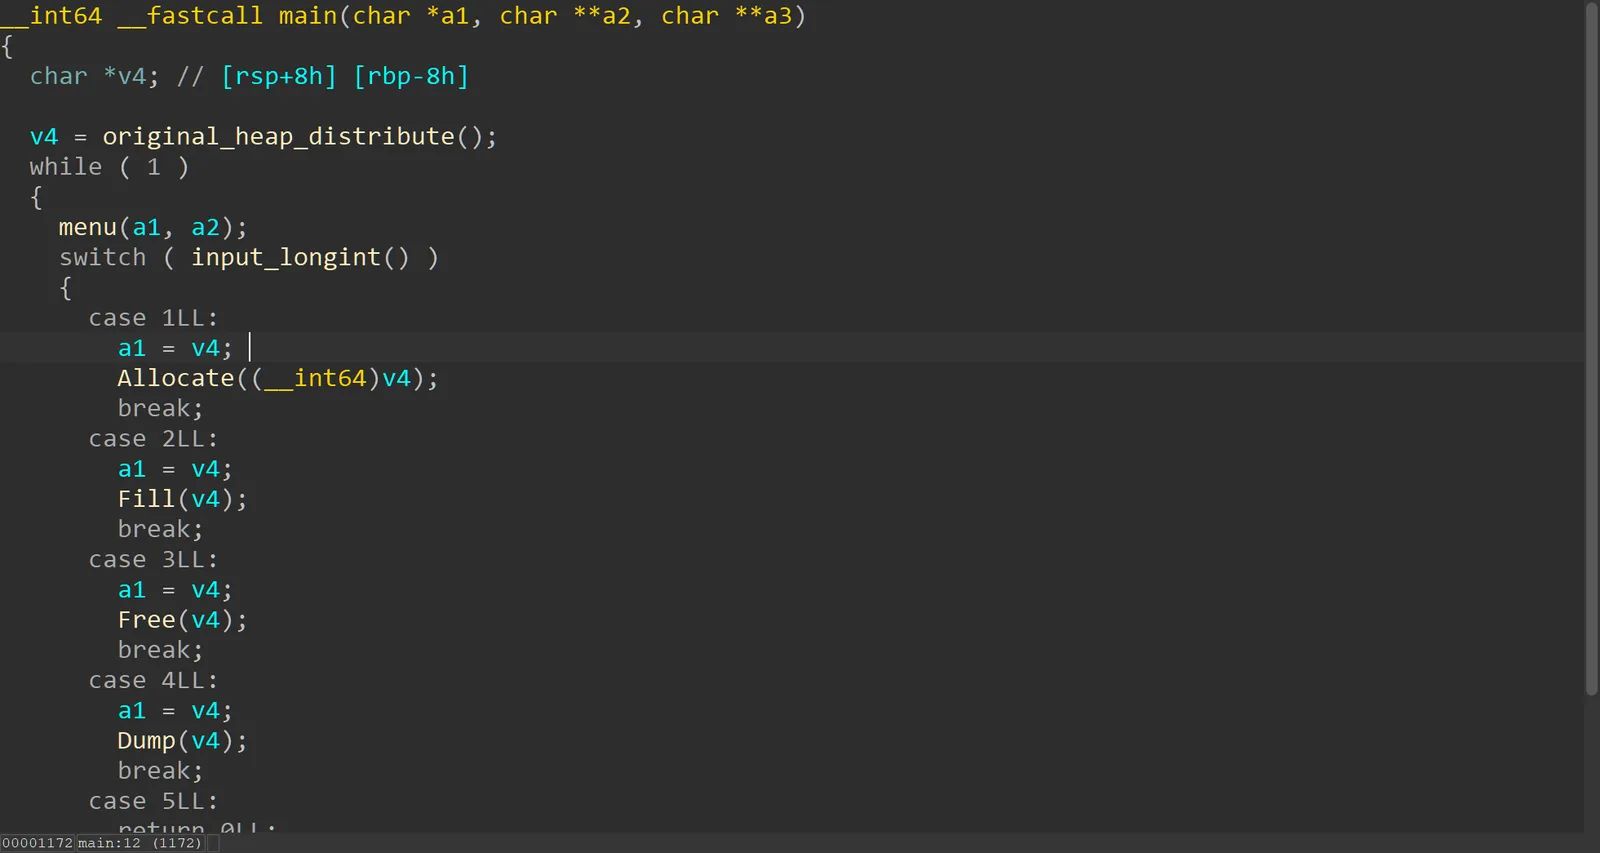 __int64 __fastcall main(char *a1, char **a2, char **a3)
{
  char *v4; // [rsp+8h] [rbp-8h]

  v4 = original_heap_distribute();
  while ( 1 )
  {
    menu(a1, a2);
    switch ( input_longint() )
    {
      case 1LL:
        a1 = v4;
        Allocate((__int64)v4);
        break;
      case 2LL:
        a1 = v4;
        Fill(v4);
        break;
      case 3LL:
        a1 = v4;
        Free(v4);
        break;
      case 4LL:
        a1 = v4;
        Dump(v4);
        break;
      case 5LL:
        return 0LL;
00001172 main:12 (1172)